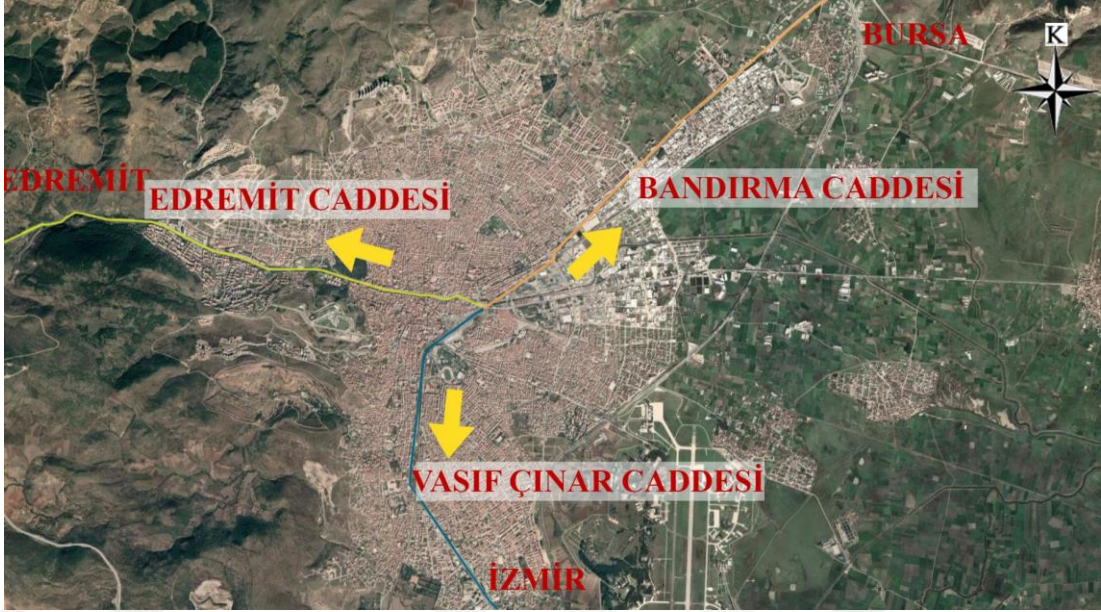 BURSA
K
EDREMİT
EDREMİT CADDESİ
BANDIRMA CADDESİ
VASIF ÇINAR CADDESİ
İZMİR